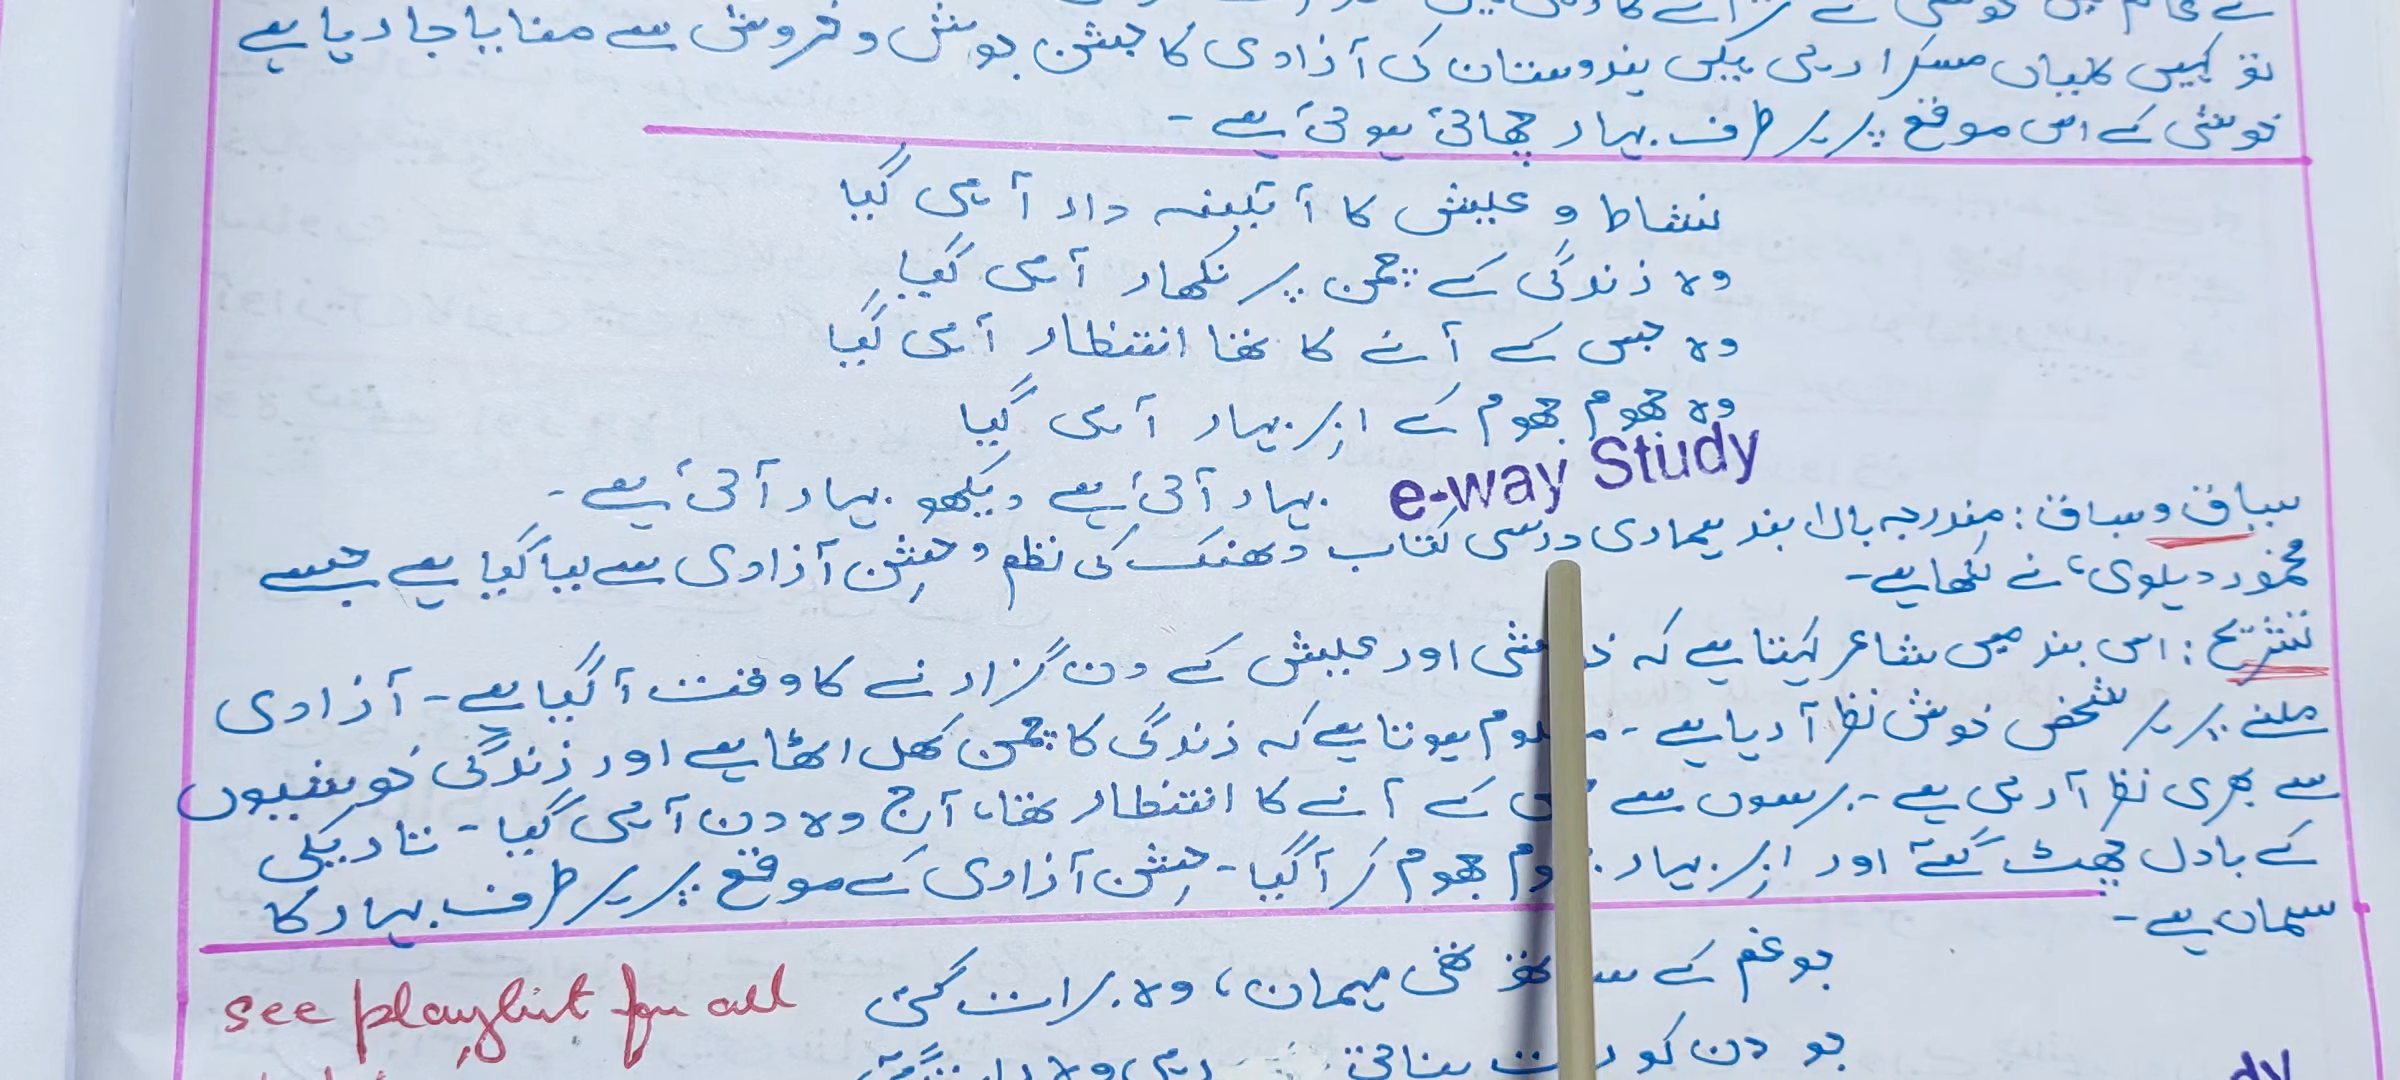 تو کہیں کلیاں مسکرا رہی ہیں ہندوستان کی آزادی کا جشن جوش و خروش سے منایا جا رہا ہے
خوشی کے اس موقع پر ہر طرف بہار چھائی ہوئی ہے -
نشاط و عیش کا آئینہ دار آ ہی گیا
وہ زندگی کے چمن پر نکھار آ ہی گیا
وہ جس کے آنے کا تھا انتظار آ ہی گیا
وہ جھوم جھوم کے ابر بہار آ ہی گیا
بہار آئی ہے دیکھو بہار آئی ہے -
e-way Study
سیاق و سباق : مندرجہ بالا بند ہماری درسی کتاب دھنک کی نظم، جشن آزادی سے لیا گیا ہے جسے
مخمور دہلوی، نے لکھا ہے -
تشریح : اس بند میں شاعر کہتا ہے کہ اور عیش کے دن گزارنے کا وقت آ گیا ہے - آزادی
ملنے پر ہر شخص خوش نظر آ رہا ہے - ہوتا ہے کہ زندگی کا چمن کھل اٹھا ہے اور زندگی خوشیوں
سے بھری نظر آ رہی ہے - برسوں سے کے آنے کا انتظار تھا، آج وہ دن آ ہی گیا - تاریکی
کے بادل چھٹ گئے اور ابر بہار جھوم کر آ گیا - جشن آزادی کے موقع پر ہر طرف بہار کا
سماں ہے -
جو غم کے تھی مہمان، وہ برات گئی
see playlist for all
جو دن کو
dy